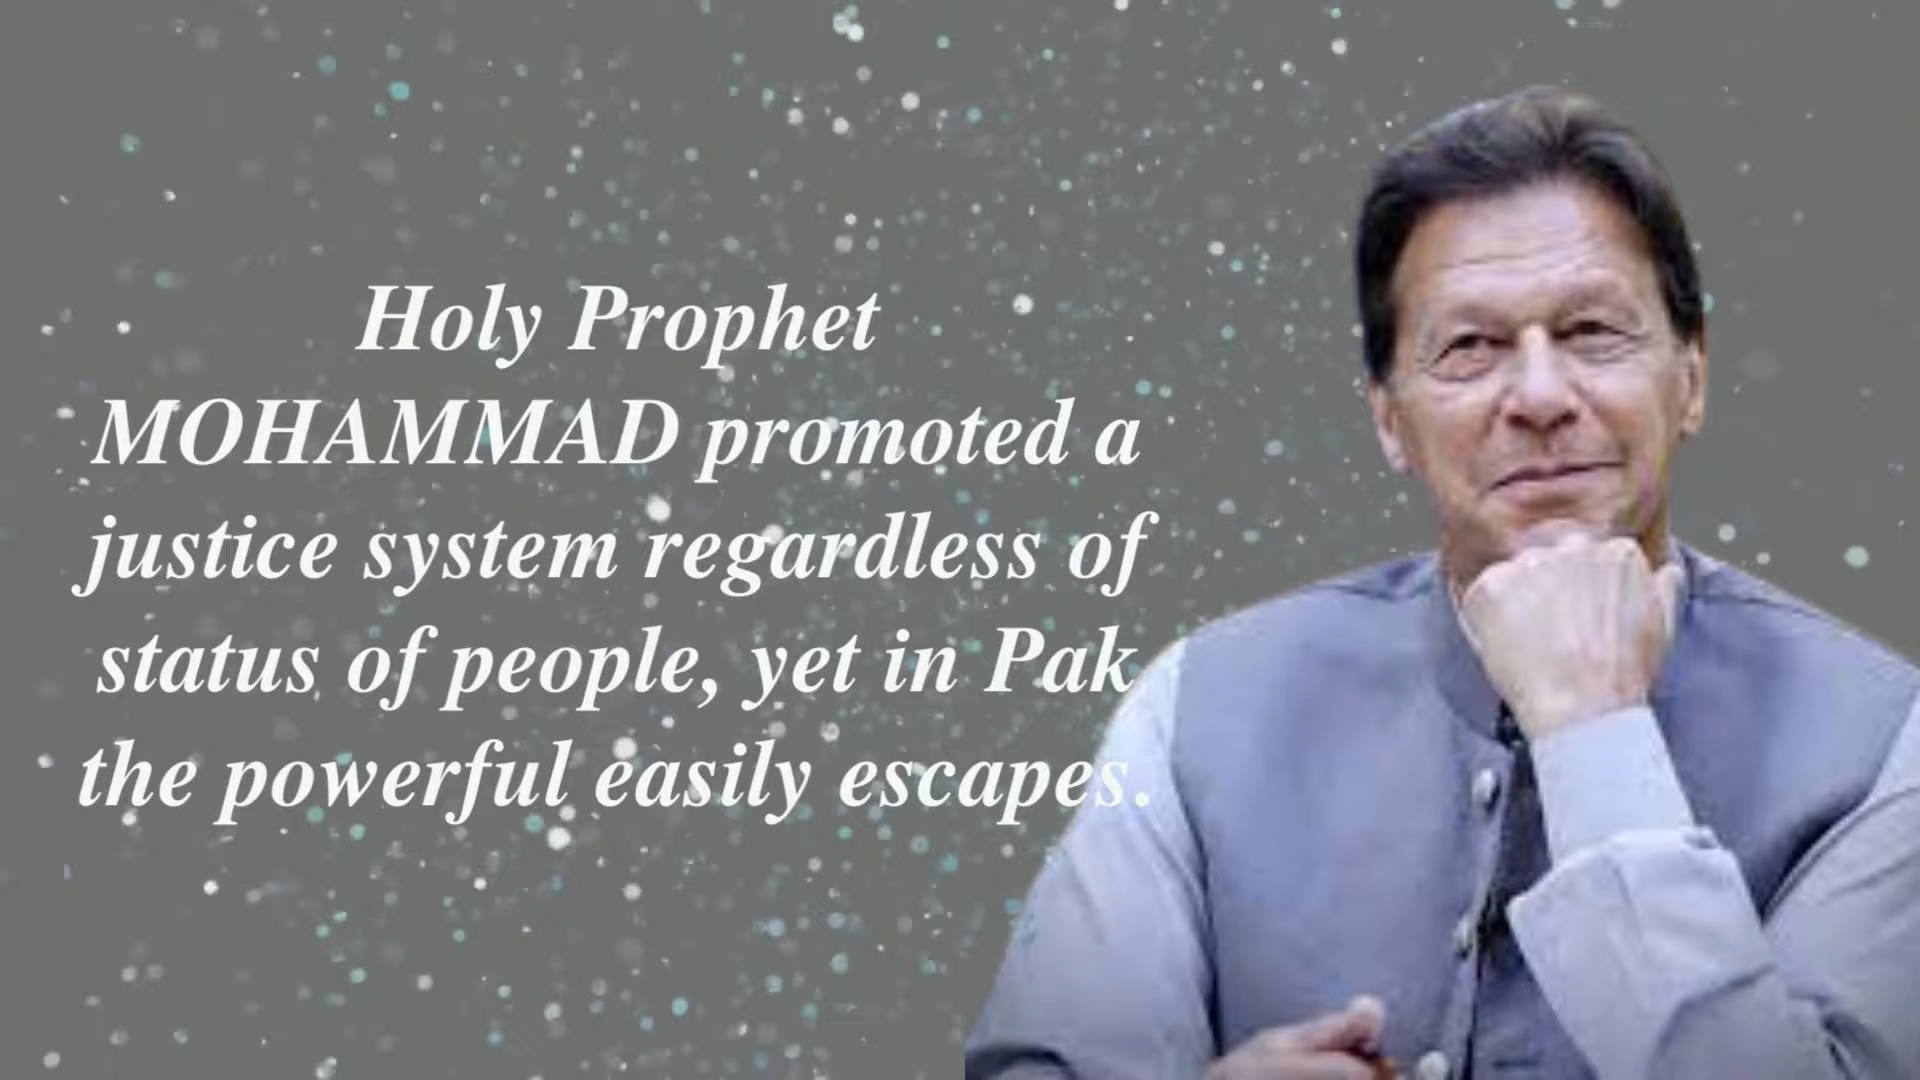 Holy Prophet
MOHAMMAD promoted a
justice system regardless of
status of people, yet in Pak
the powerful easily escapes.